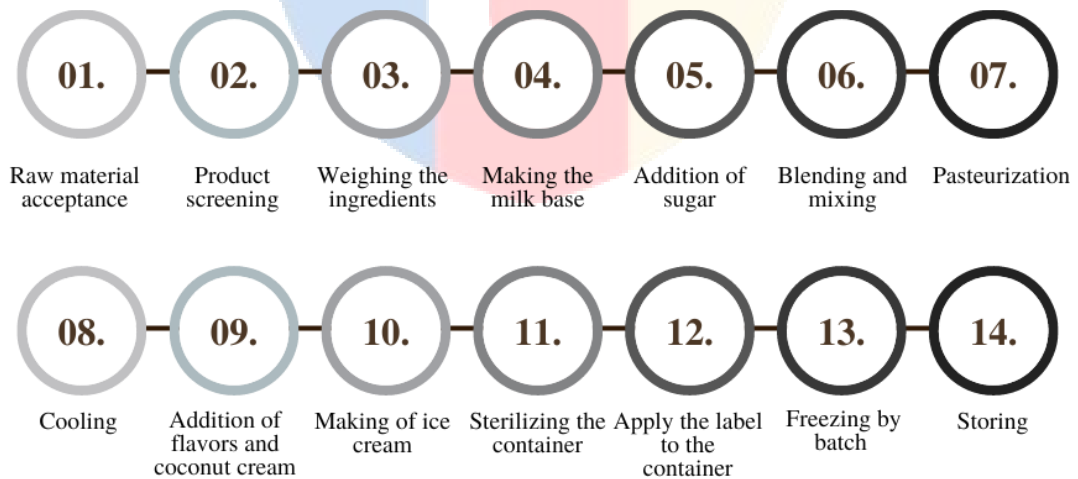 01. 02. 03. 04. 05. 06. 07.
Raw material
acceptance
Product
screening
Weighing the
ingredients
Making the
milk base
Addition of
sugar
Blending and
mixing
Pasteurization
08. 09. 10. 11. 12. 13. 14.
Cooling
Addition of
flavors and
coconut cream
Making of ice
cream
Sterilizing the
container
Apply the label
to the
container
Freezing by
batch
Storing